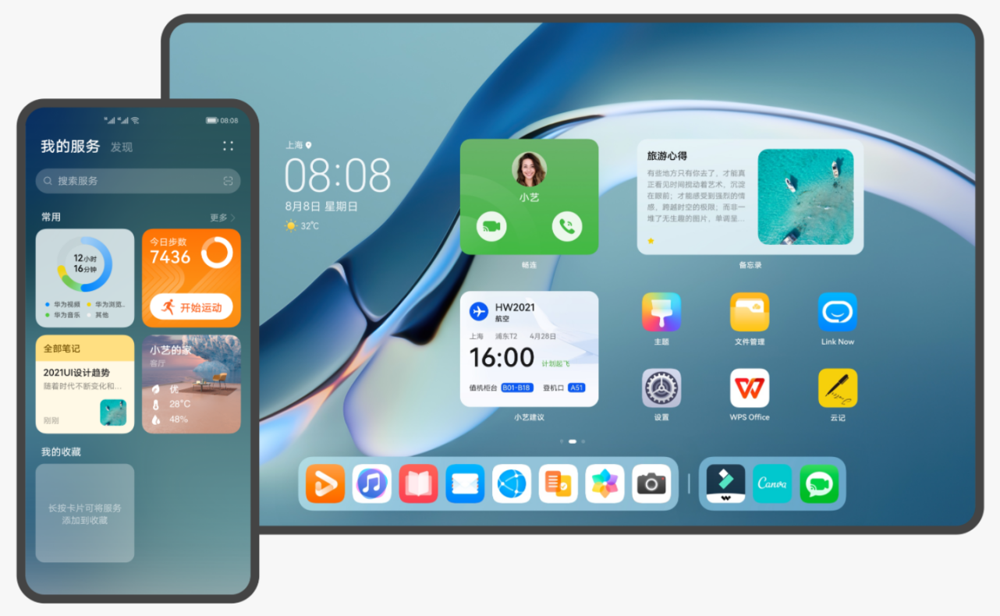 08:08
我的服务 发现
搜索服务
常用
更多
12小时
16分钟
华为视频 华为浏览..
华为音乐 其他
今日步数
7436
开始运动
全部笔记
2021UI设计趋势
随着时代不断变化和...
刚刚
小艺的家
客厅
优
28°C
48%
我的收藏
长按卡片可将服务
添加到收藏
上海
08:08
8月8日 星期日
32℃
小艺
畅连
旅游心得
有些地方只有你去了，才能真
正看见时间搅动着艺术，沉淀
在眼前；才能感受到强烈的情
感，跨越时空的极限；而非一
堆了无生趣的图片，单调呈...
备忘录
HW2021
航空
上海 浦东T2 4月28日
16:00 计划起飞
值机柜台 B01-B18 登机口 A51
小艺建议
主题
文件管理
Link Now
设置
WPS Office
云记
Canva